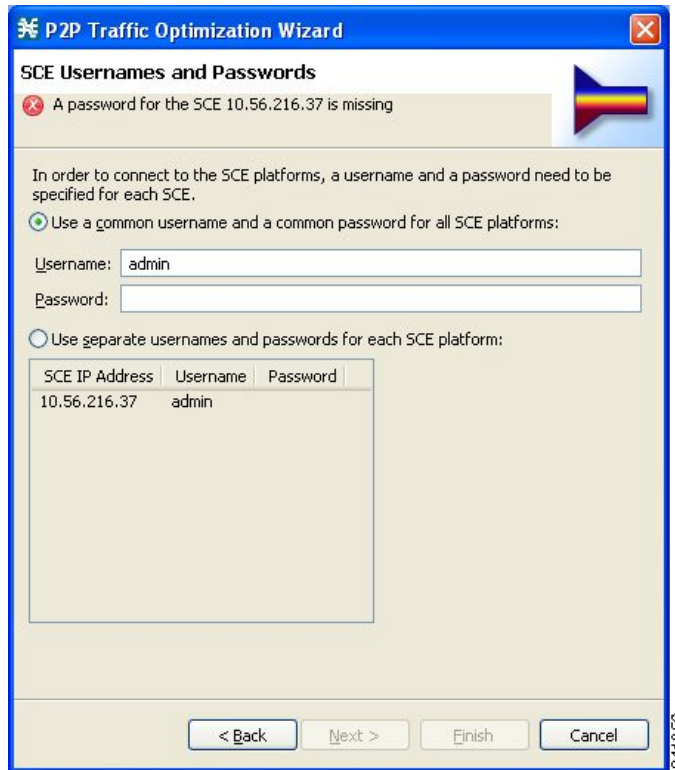 P2P Traffic Optimization Wizard
SCE Usernames and Passwords
A password for the SCE 10.56.216.37 is missing
In order to connect to the SCE platforms, a username and a password need to be
specified for each SCE.
Use a common username and a common password for all SCE platforms:
Username: admin
Password:
Use separate usernames and passwords for each SCE platform:
SCE IP Address Username Password
10.56.216.37 admin
< Back Next > Finish Cancel